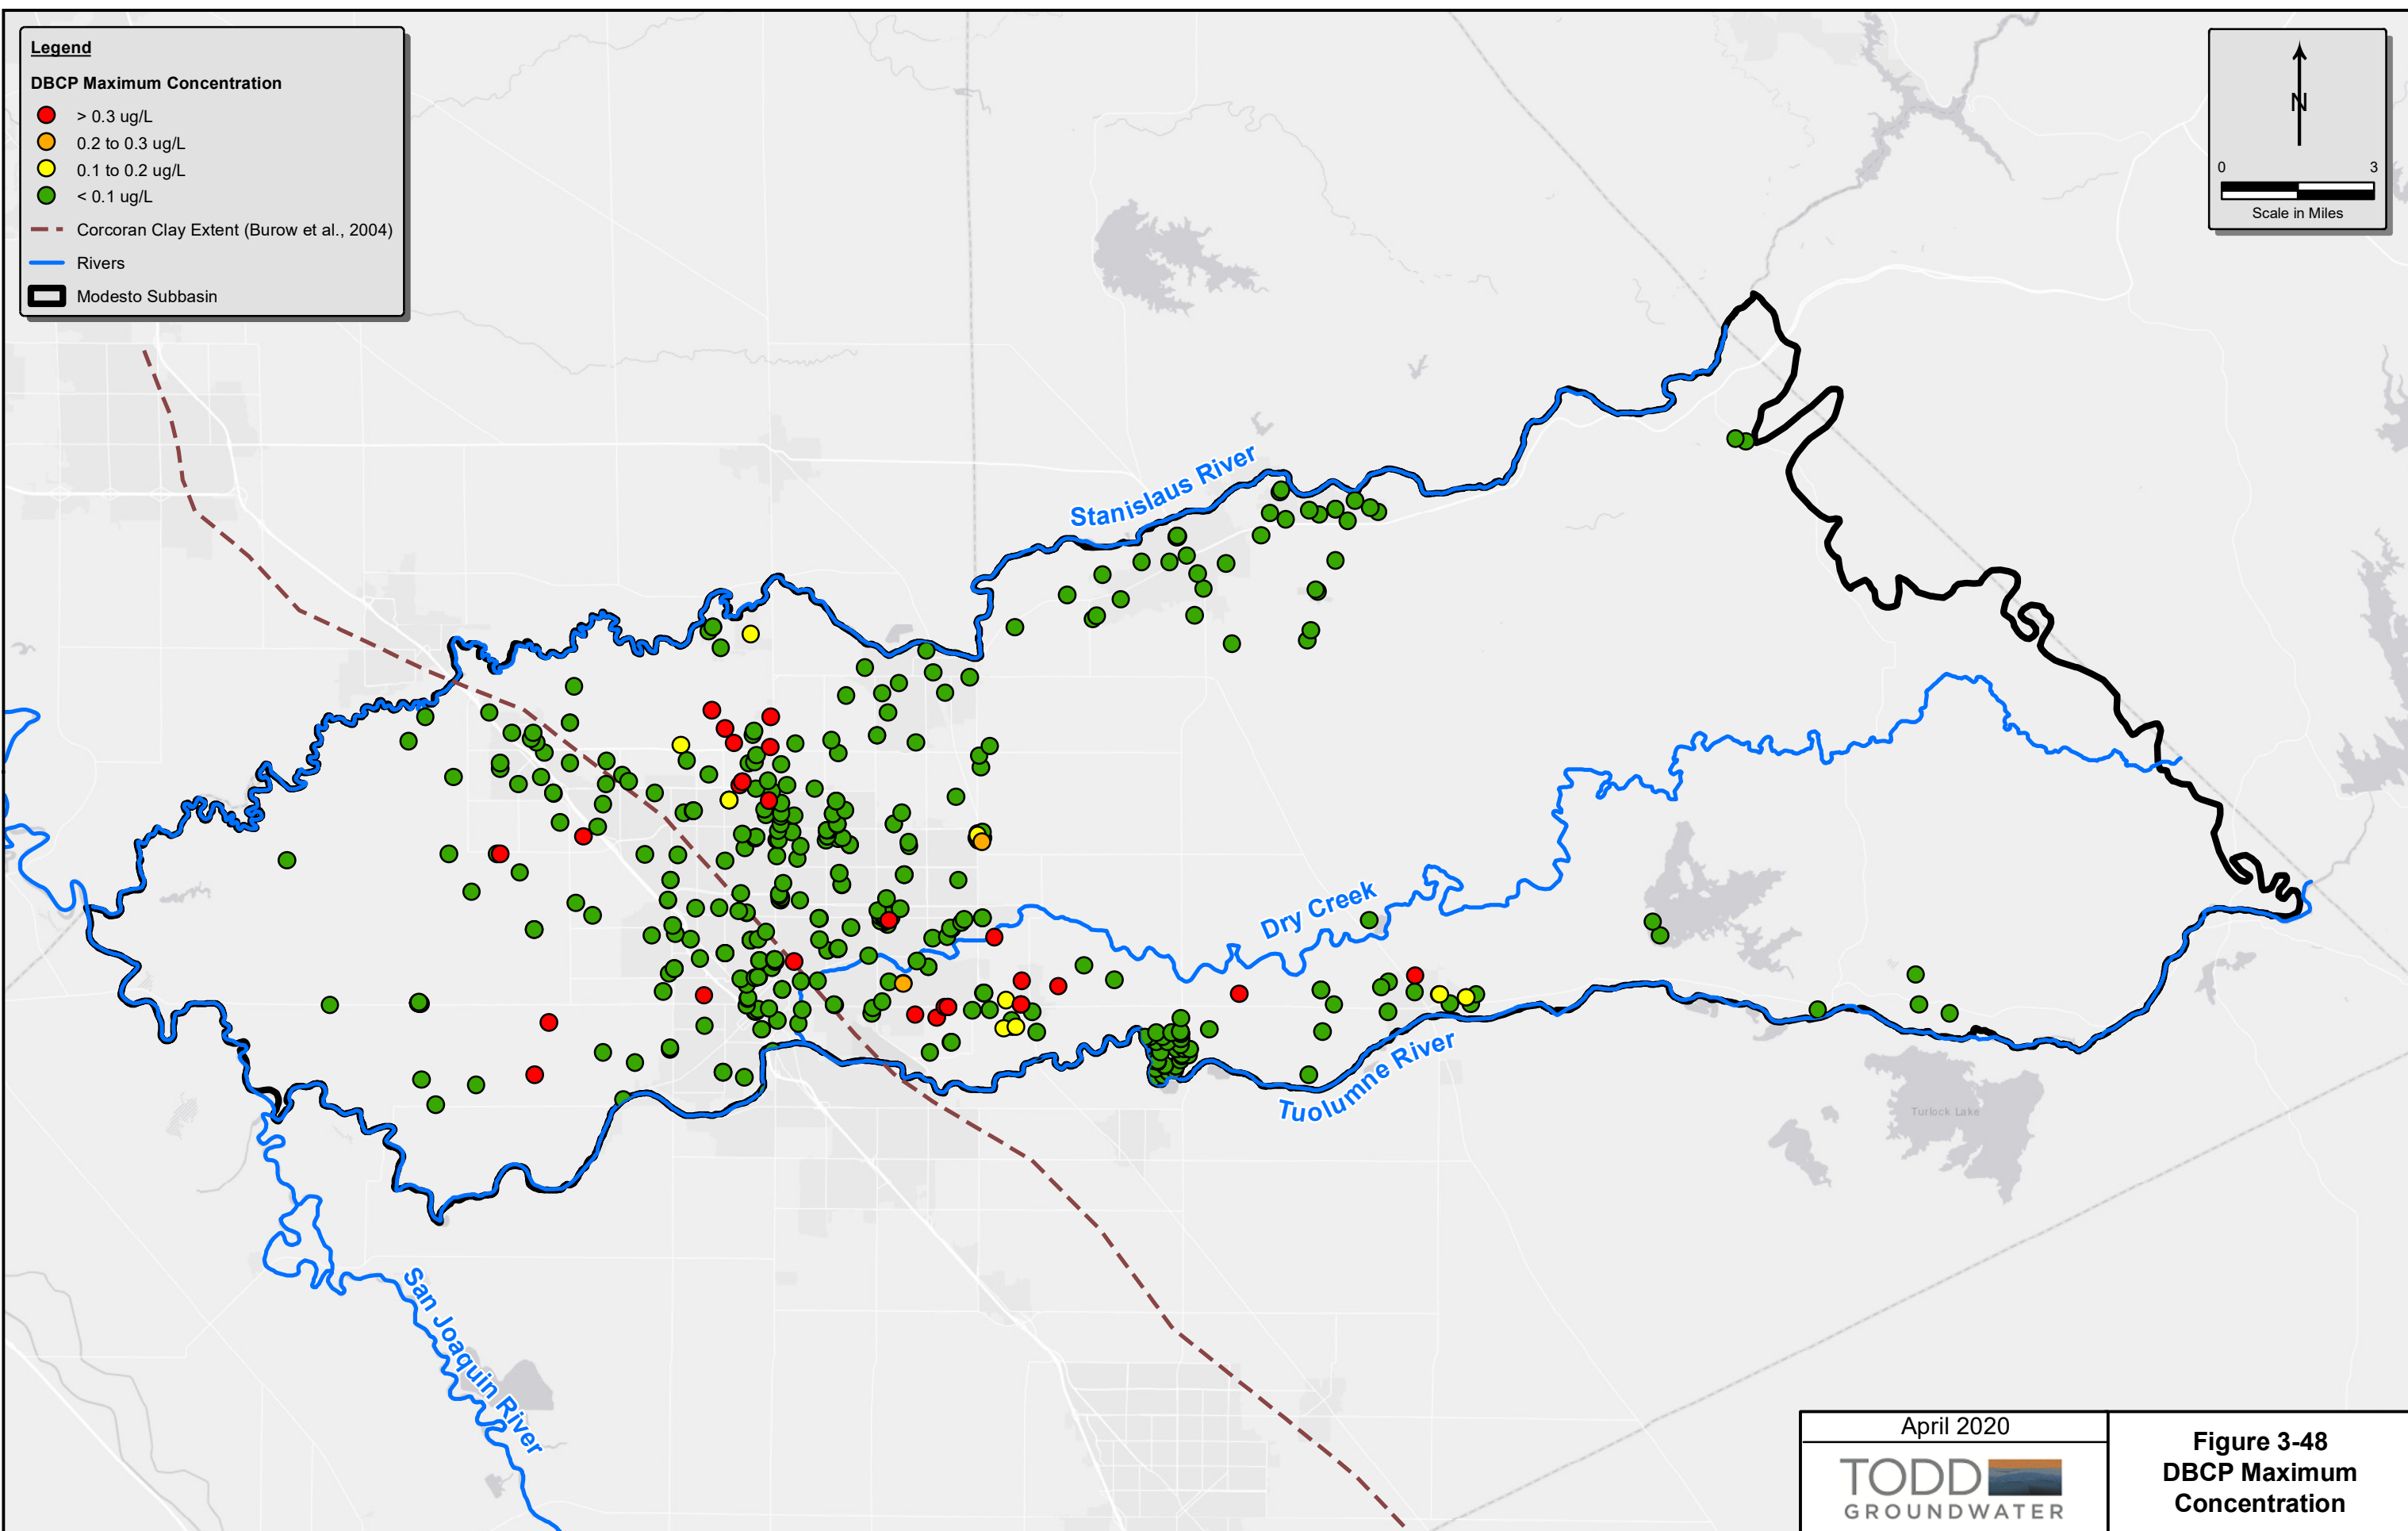 Legend
DBCP Maximum Concentration
> 0.3 ug/L
0.2 to 0.3 ug/L
0.1 to 0.2 ug/L
< 0.1 ug/L
Corcoran Clay Extent (Burow et al., 2004)
Rivers
Modesto Subbasin
N
0 3
Scale in Miles
Stanislaus River
Dry Creek
Tuolumne River
Turlock Lake
San Joaquin River
April 2020
TODD
GROUNDWATER
Figure 3-48
DBCP Maximum
Concentration